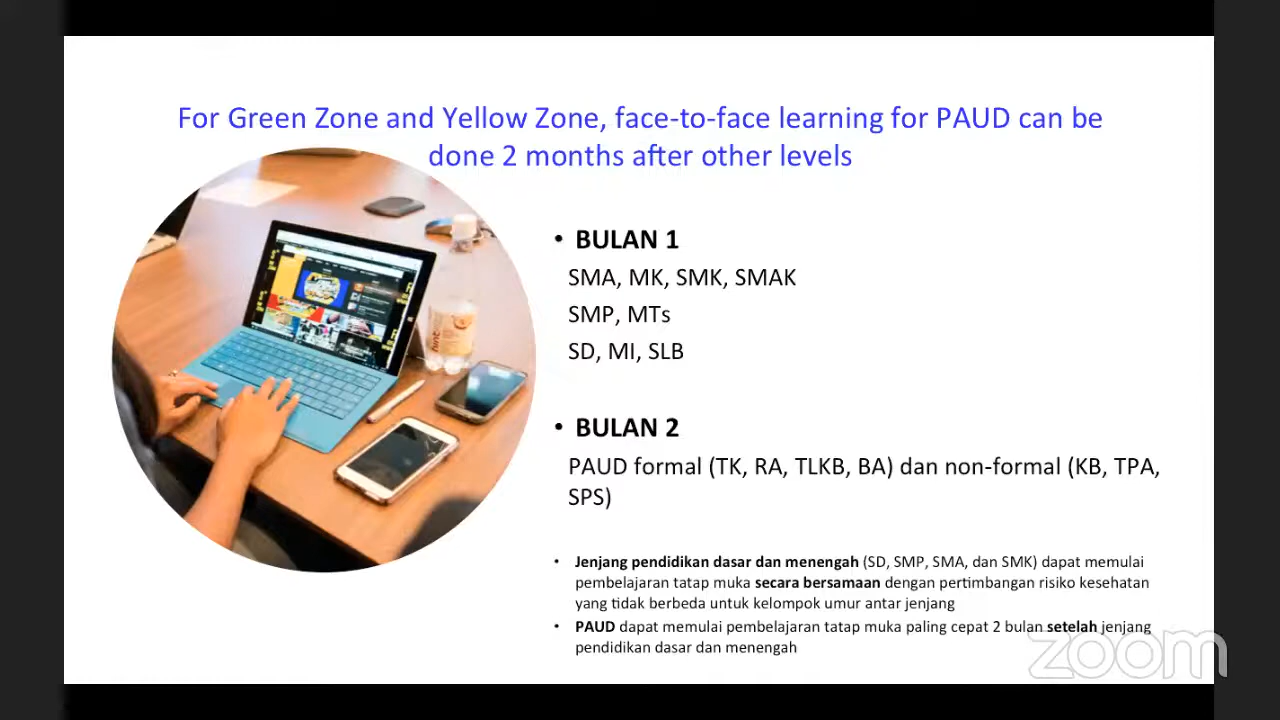 For Green Zone and Yellow Zone, face-to-face learning for PAUD can be
done 2 months after other levels
• BULAN 1
SMA, MK, SMK, SMAK
SMP, MTs
SD, MI, SLB
• BULAN 2
PAUD formal (TK, RA, TLKB, BA) dan non-formal (KB, TPA,
SPS)
• Jenjang pendidikan dasar dan menengah (SD, SMP, SMA, dan SMK) dapat memulai
pembelajaran tatap muka secara bersamaan dengan pertimbangan risiko kesehatan
yang tidak berbeda untuk kelompok umur antar jenjang
• PAUD dapat memulai pembelajaran tatap muka paling cepat 2 bulan setelah jenjang
pendidikan dasar dan menengah
zoom